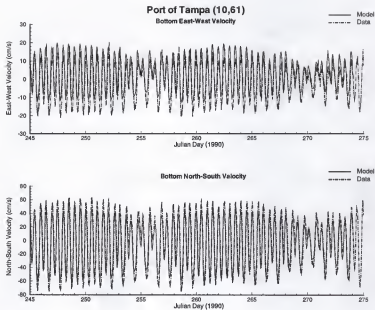 Port of Tampa (10,61)
Bottom East-West Velocity
Model
Data
East-West Velocity (cm/s)
30
20
10
0
-10
-20
-30
245
250
255
260
265
270
275
Julian Day (1990)
Bottom North-South Velocity
Model
Data
North-South Velocity (cm/s)
80
60
40
20
0
-20
-40
-60
-80
245
250
255
260
265
270
275
Julian Day (1990)